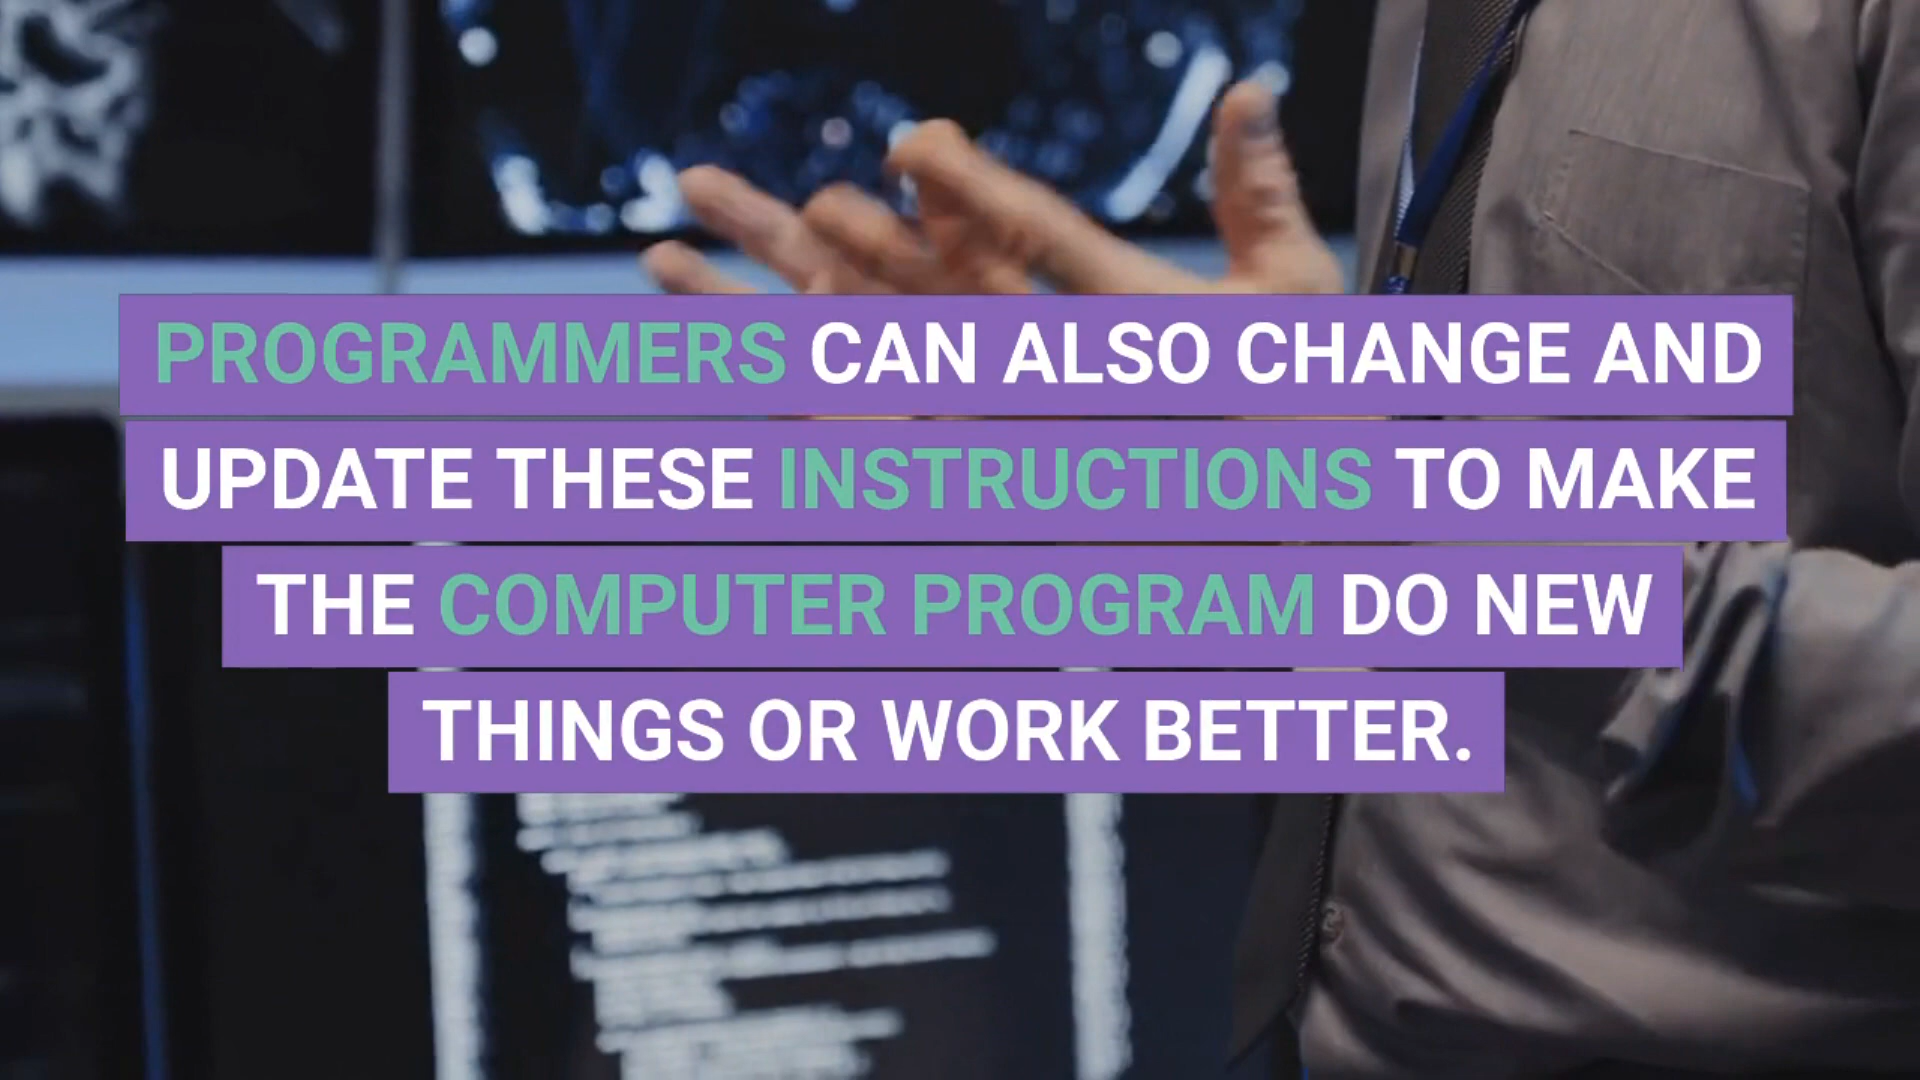 PROGRAMMERS CAN ALSO CHANGE AND
UPDATE THESE INSTRUCTIONS TO MAKE
THE COMPUTER PROGRAM DO NEW
THINGS OR WORK BETTER.